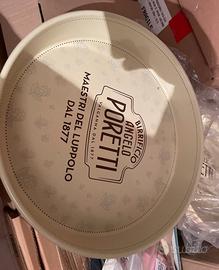 BIRRIFICIO
ANGELO
PORETTI
VALGANNA DAL 1877
MAESTRI DEL LUPPOLO
DAL 1877